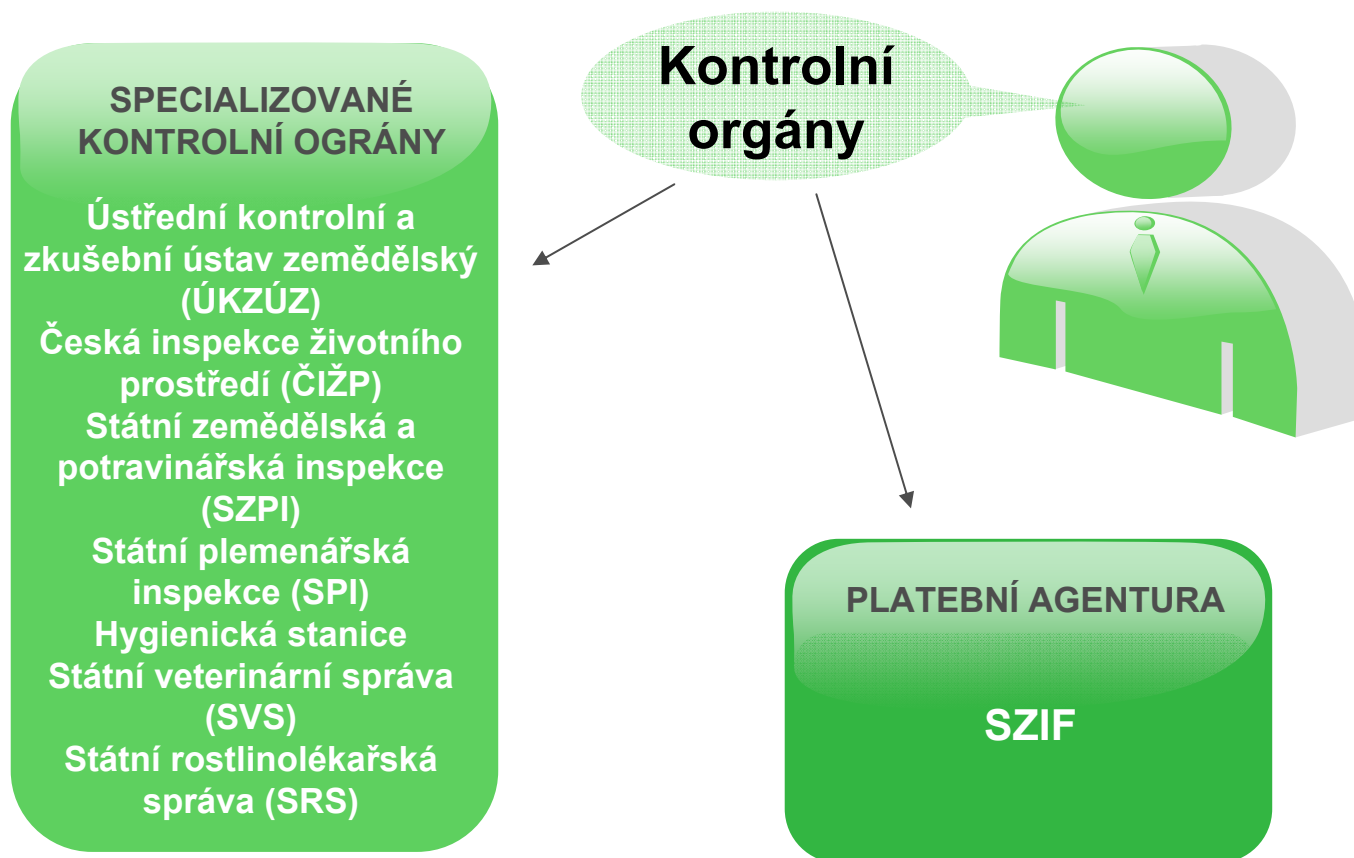 Kontrolní
orgány
SPECIALIZOVANÉ
KONTROLNÍ OGRÁNY
Ústřední kontrolní a
zkušební ústav zemědělský
(ÚKZÚZ)
Česká inspekce životního
prostředí (ČIŽP)
Státní zemědělská a
potravinářská inspekce
(SZPI)
Státní plemenářská
inspekce (SPI)
Hygienická stanice
Státní veterinární správa
(SVS)
Státní rostlinolékařská
správa (SRS)
PLATEBNÍ AGENTURA
SZIF